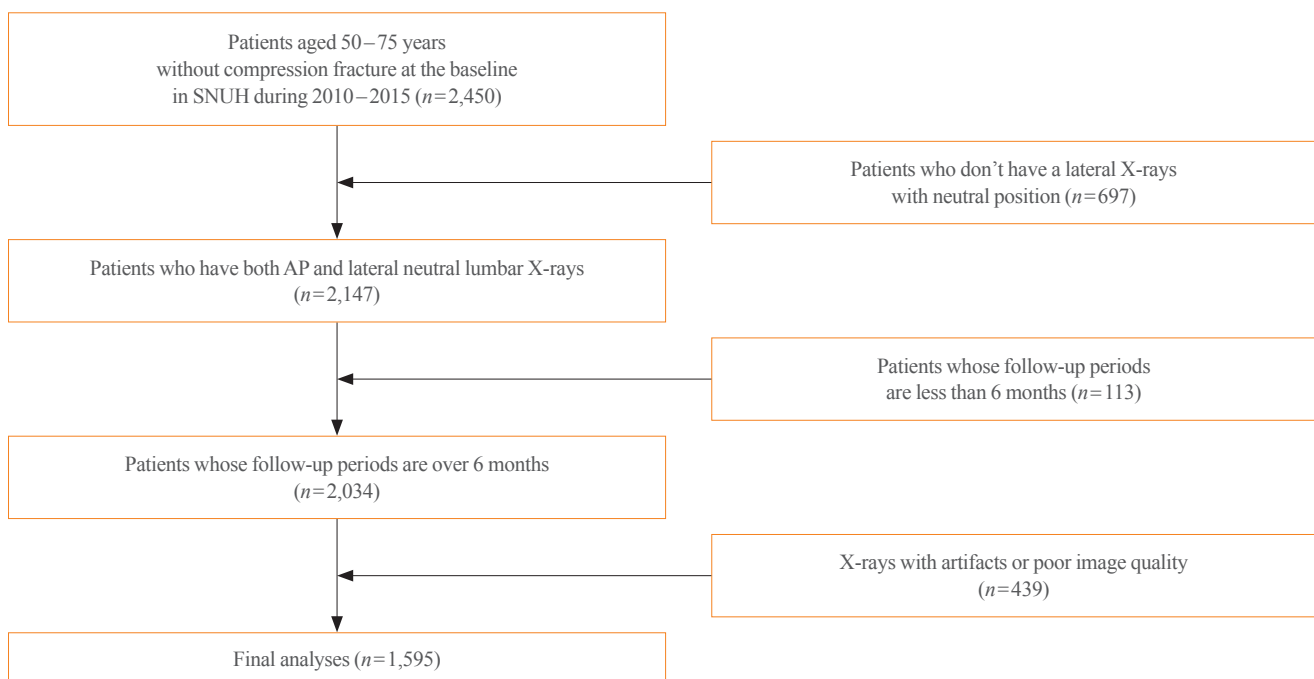 Patients aged 50–75 years
without compression fracture at the baseline
in SNUH during 2010–2015 (n=2,450)
Patients who don’t have a lateral X-rays
with neutral position (n=697)
Patients who have both AP and lateral neutral lumbar X-rays
(n=2,147)
Patients whose follow-up periods
are less than 6 months (n=113)
Patients whose follow-up periods are over 6 months
(n=2,034)
X-rays with artifacts or poor image quality
(n=439)
Final analyses (n=1,595)